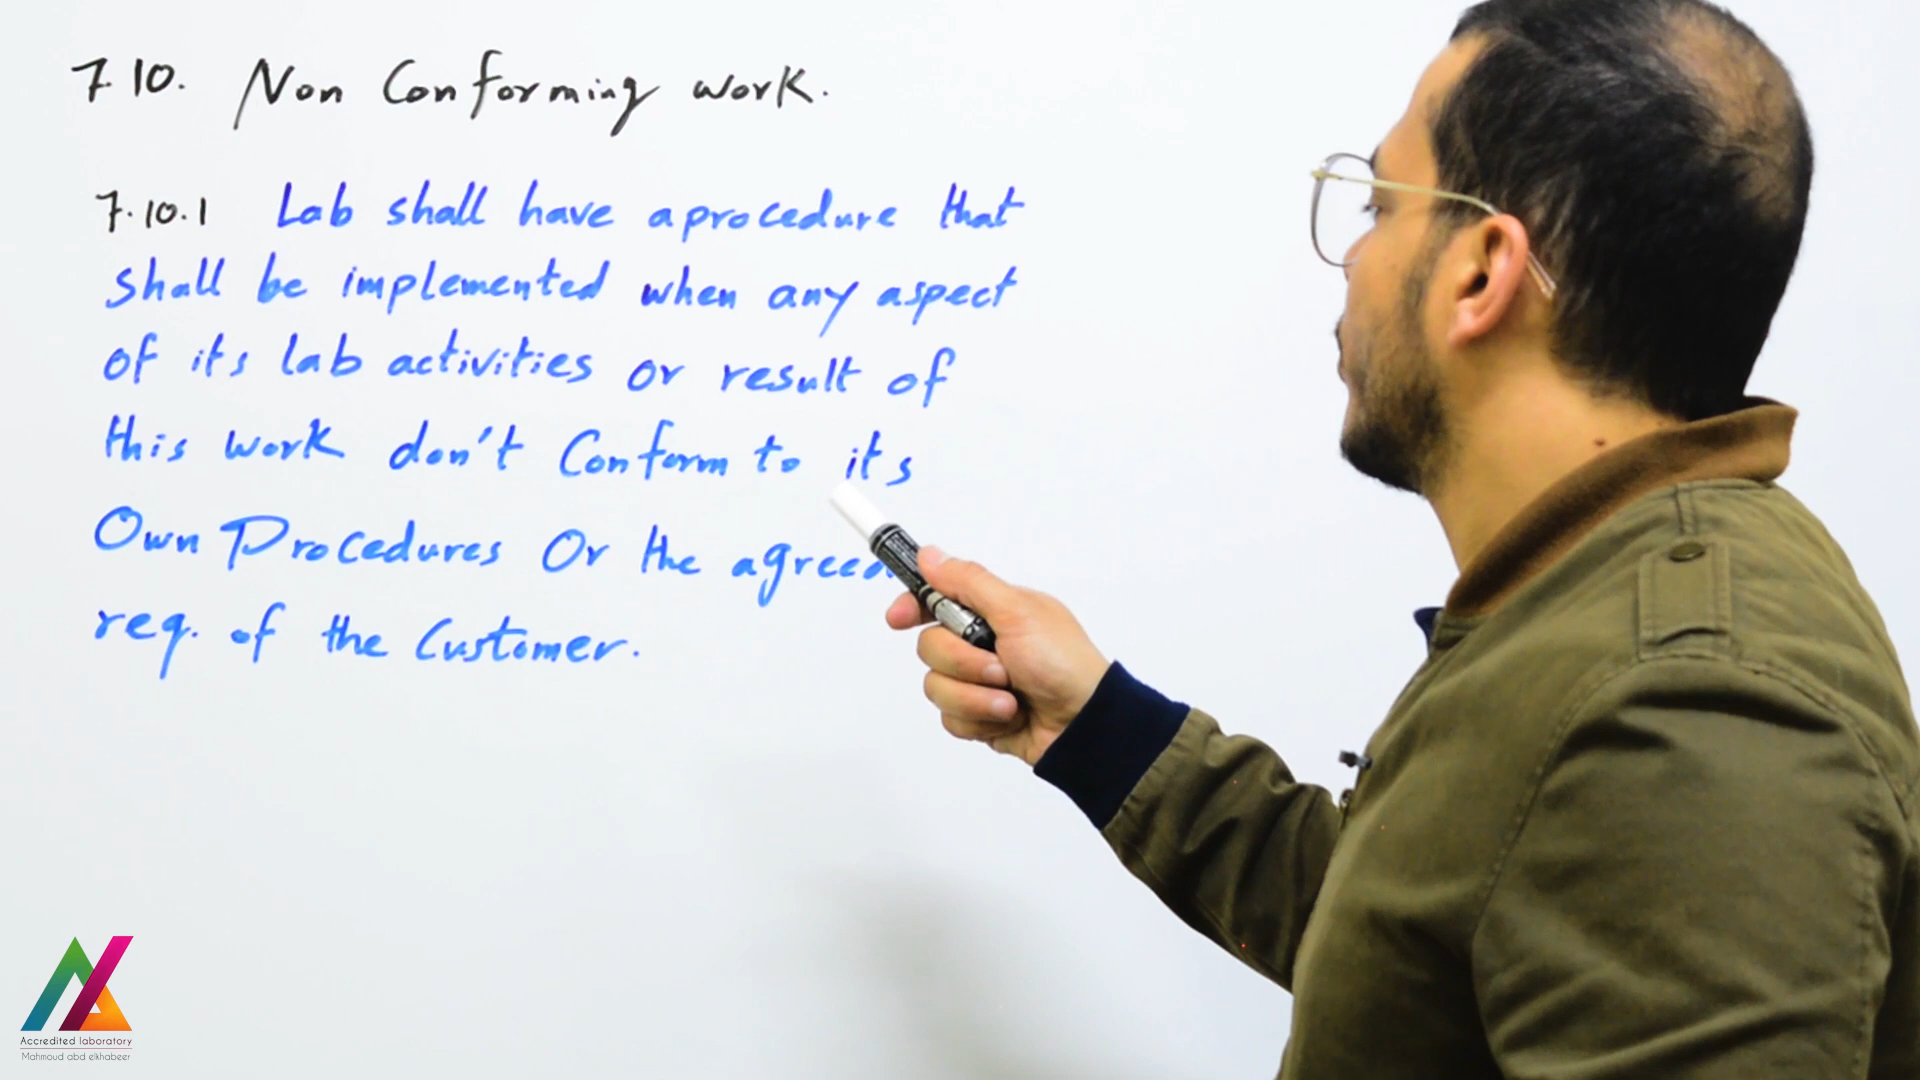 7.10. Non Conforming work.
7.10.1 Lab shall have a procedure that
shall be implemented when any aspect
of its lab activities or result of
this work don't Conform to its
Own Procedures Or the agreed
req. of the Customer.
Accredited laboratory
Mahmoud abd elkhabeer